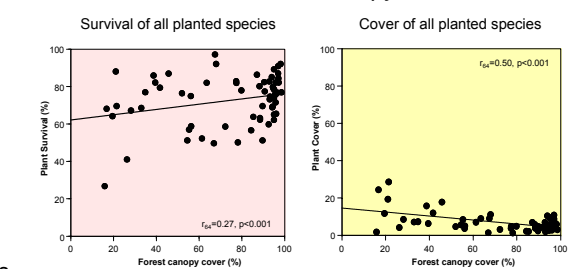 Survival of all planted species
100
80
60
40
20
0
Plant Survival (%)
r64=0.27, p<0.001
0 20 40 60 80 100
Forest canopy cover (%)
Cover of all planted species
100
80
60
40
20
0
Plant Cover (%)
r64=0.50, p<0.001
0 20 40 60 80 100
Forest canopy cover (%)